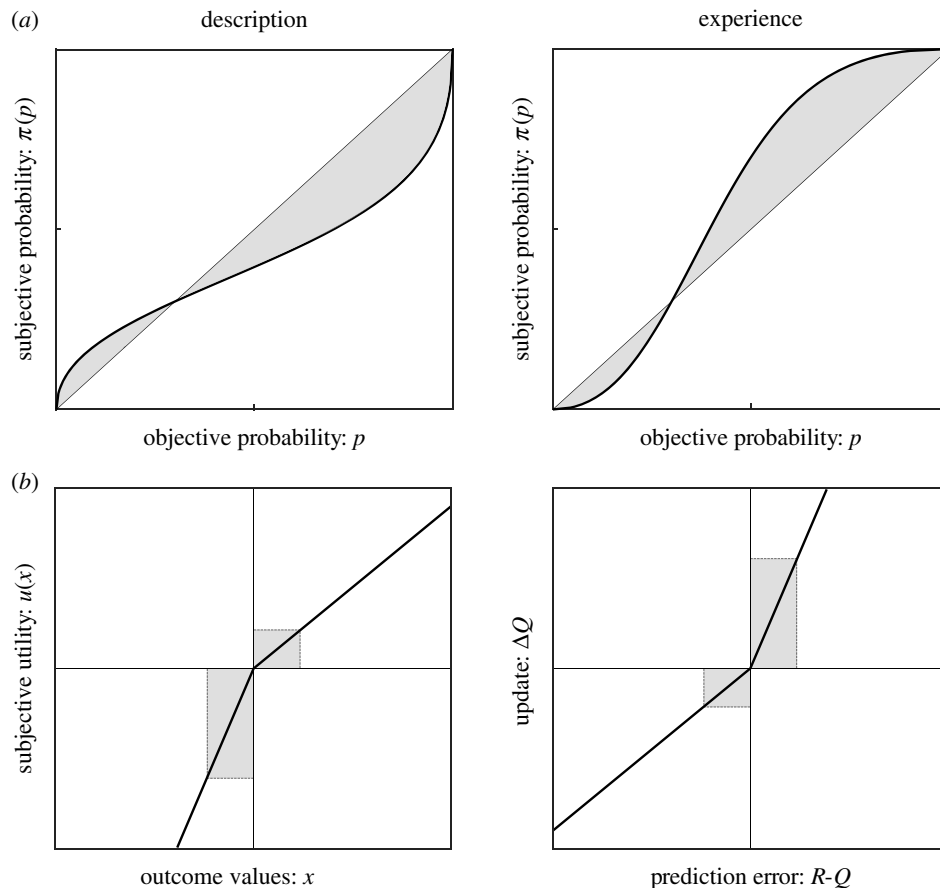 (a)
description
experience
subjective probability: π(p)
subjective probability: π(p)
objective probability: p
objective probability: p
(b)
subjective utility: u(x)
update: ΔQ
outcome values: x
prediction error: R-Q